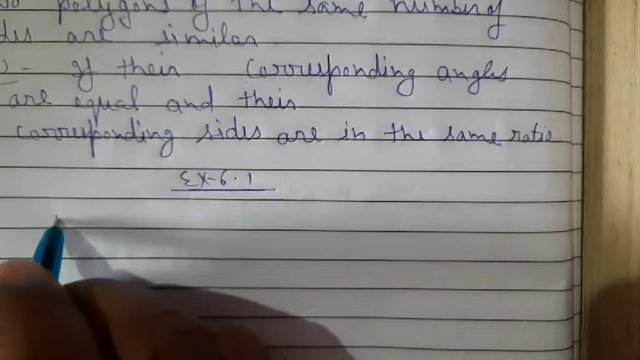 polygons of the same number of
are similar
If their corresponding angles
are equal and their
corresponding sides are in the same ratio
Ex-6.1